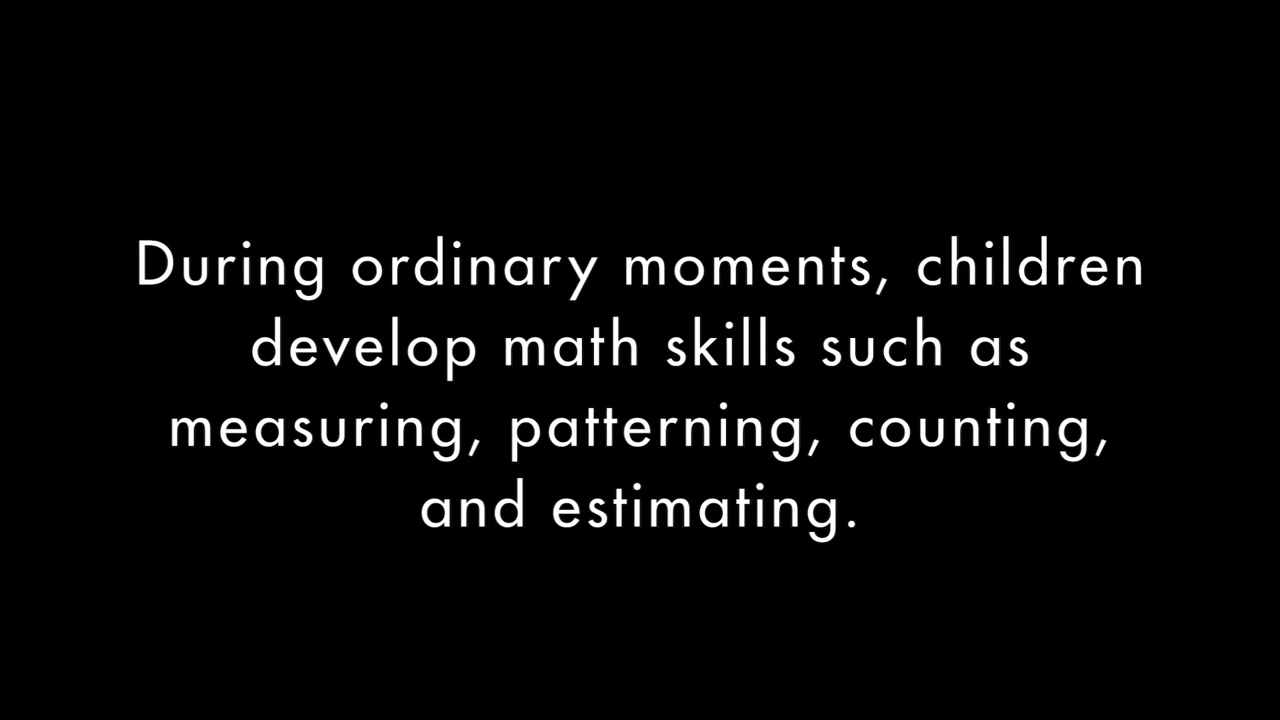 During ordinary moments, children
develop math skills such as
measuring, patterning, counting,
and estimating.